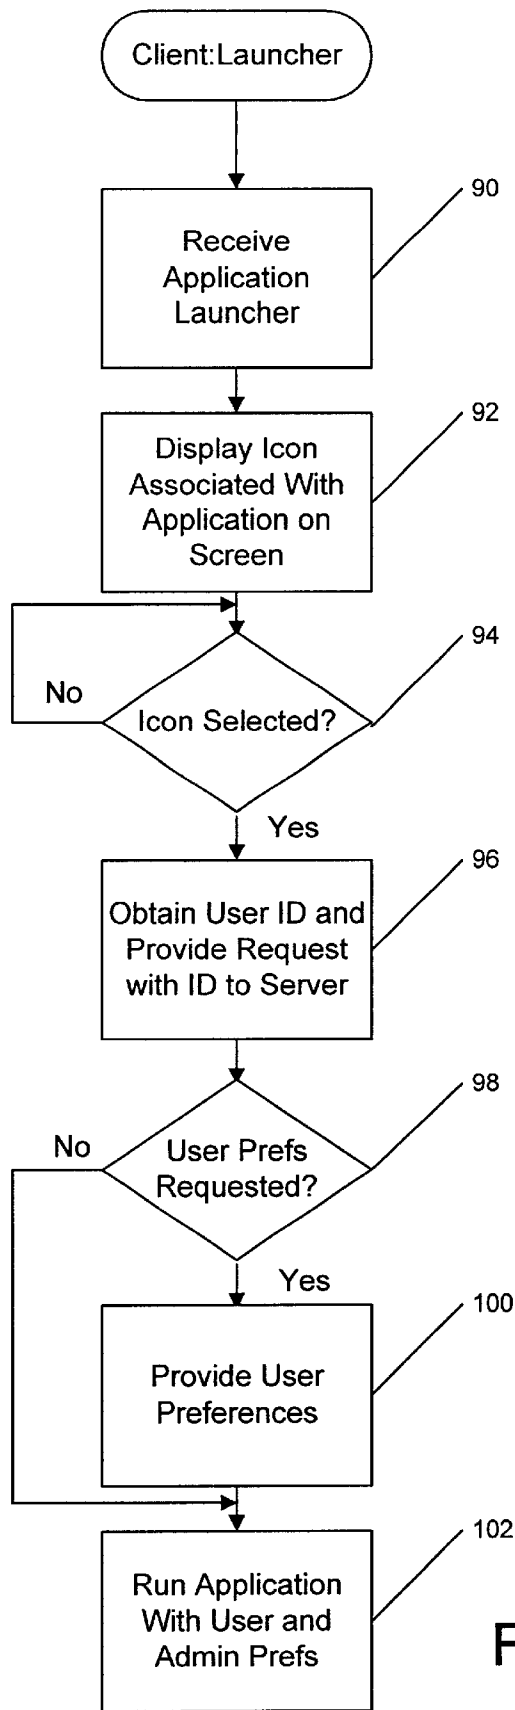 Client:Launcher
90
Receive
Application
Launcher
92
Display Icon
Associated With
Application on
Screen
94
No
Icon Selected?
Yes
96
Obtain User ID and
Provide Request
with ID to Server
98
No
User Prefs
Requested?
Yes
100
Provide User
Preferences
102
Run Application
With User and
Admin Prefs
F